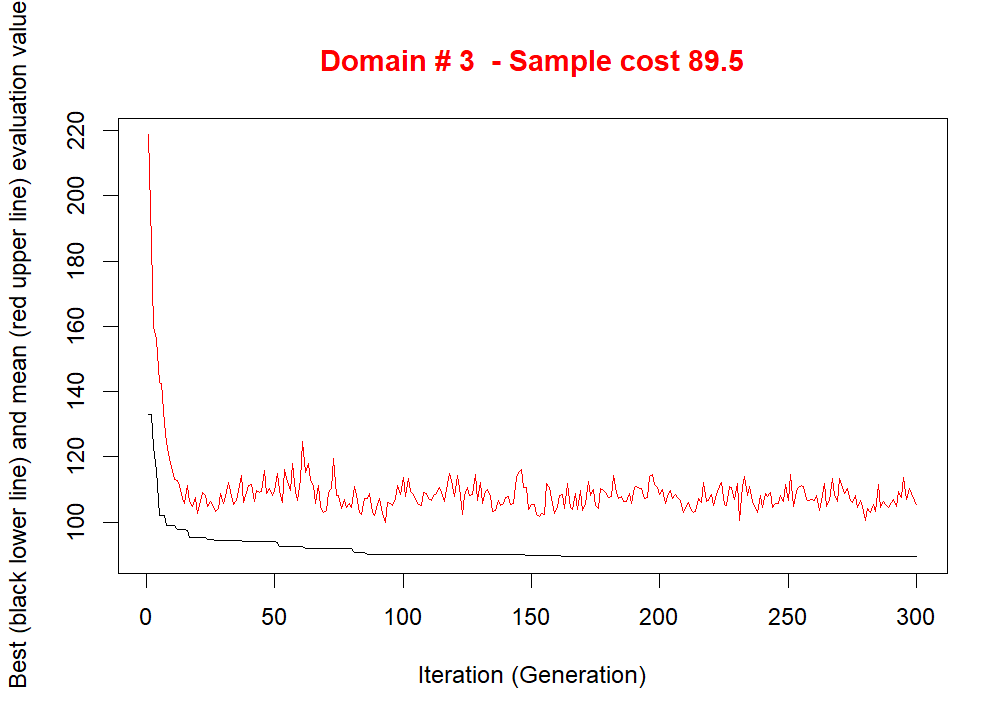 Domain # 3  - Sample cost 89.5
Best (black lower line) and mean (red upper line) evaluation value
220
200
180
160
140
120
100
0 50 100 150 200 250 300
Iteration (Generation)